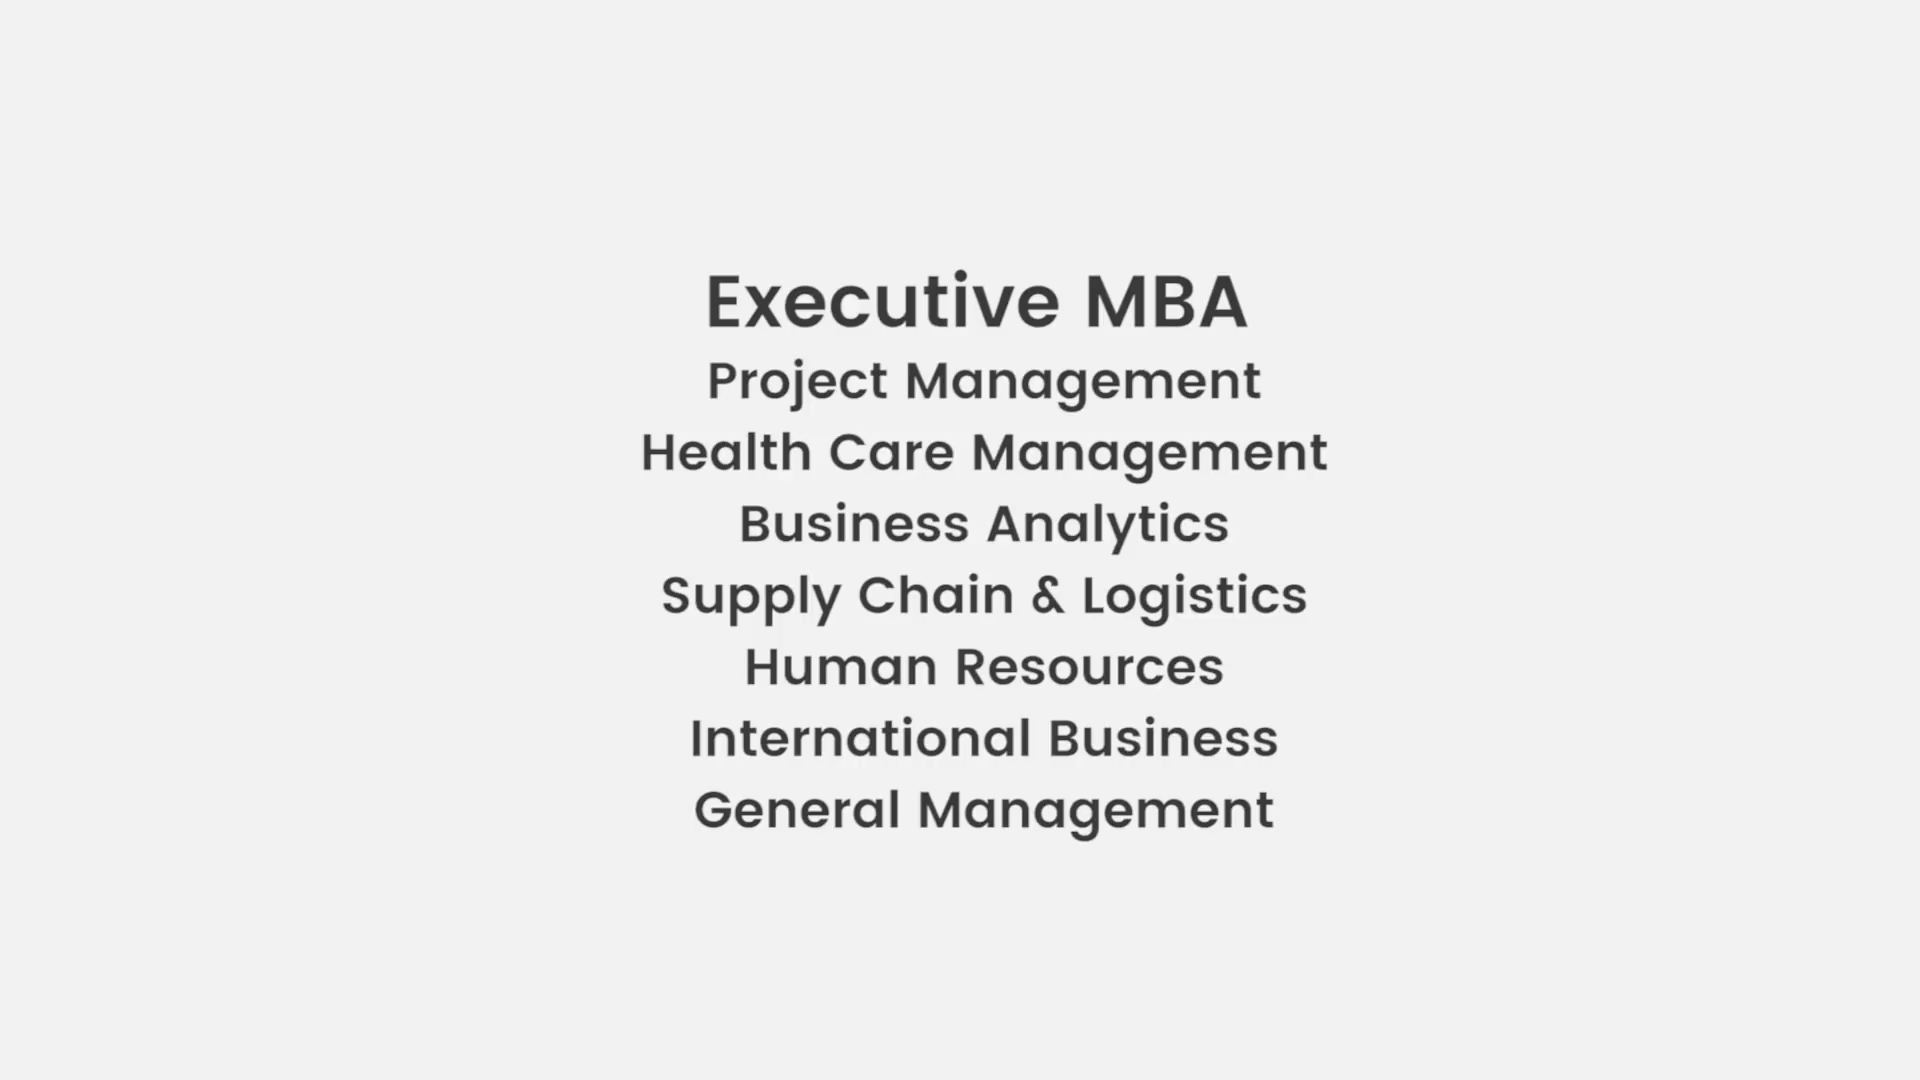 Executive MBA
Project Management
Health Care Management
Business Analytics
Supply Chain & Logistics
Human Resources
International Business
General Management